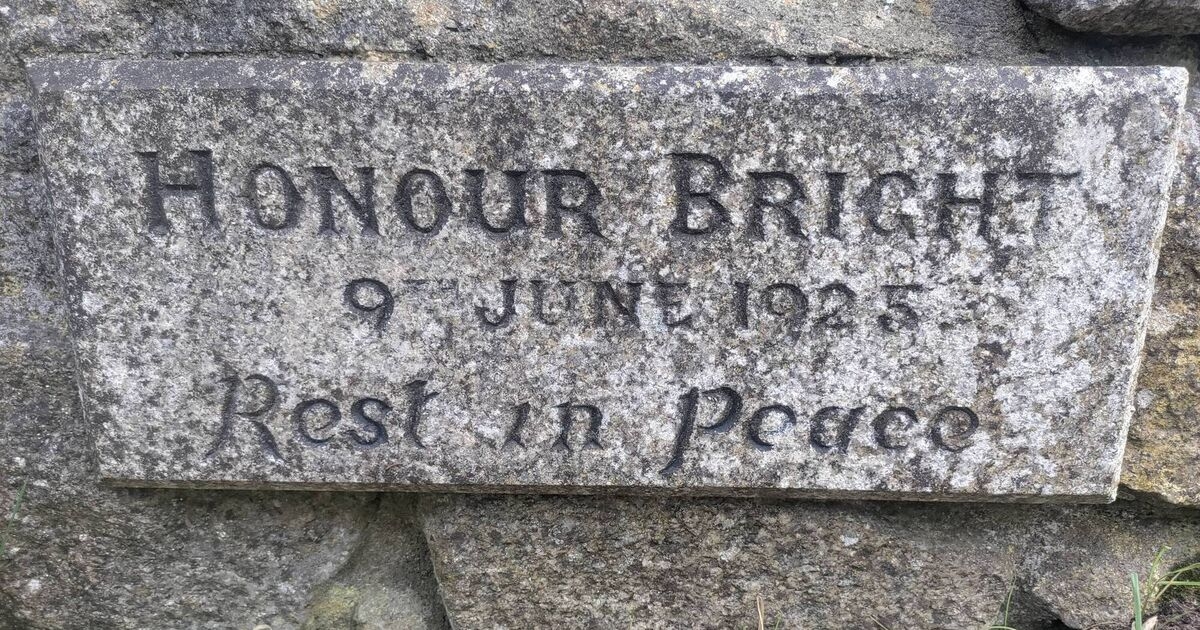 HONOUR BRIGHT
9TH JUNE 1925
Rest in peace